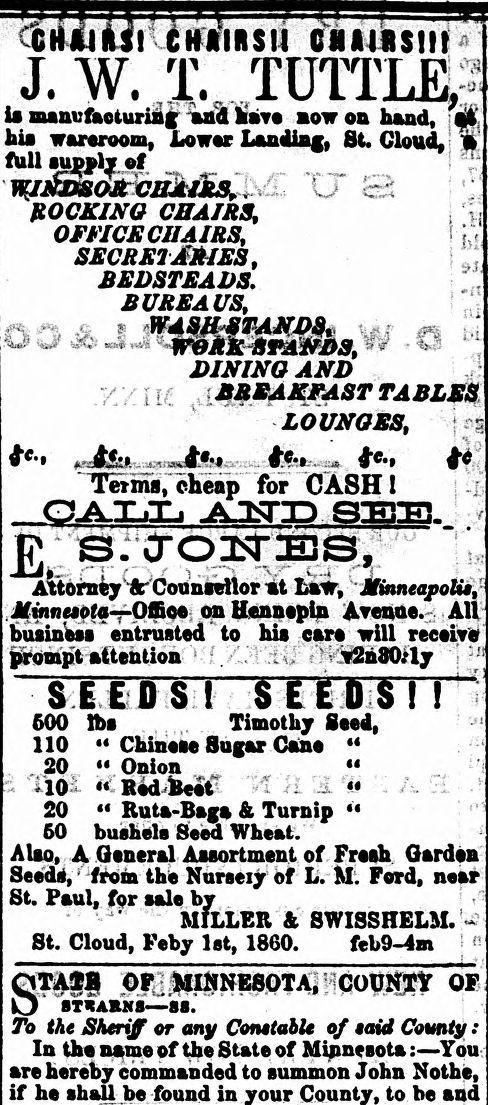 CHAIRS! CHAIRS!! CHAIRS!!!
J. W. T. TUTTLE,
is manufacturing and have now on hand, at
his wareroom, Lower Landing, St. Cloud, a
full supply of
WINDSOR CHAIRS,
ROCKING CHAIRS,
OFFICE CHAIRS,
SECRETARIES,
BEDSTEADS.
BUREAUS,
WASH STANDS,
WORK STANDS,
DINING AND
BREAKFAST TABLES
LOUNGES,
&c., &c., &c., &c., &c., &c
Terms, cheap for CASH!
CALL AND SEE.
E. S. JONES,
Attorney & Counsellor at Law, Minneapolis,
Minnesota—Office on Hennepin Avenue. All
business entrusted to his care will receive
prompt attention v2n30:1y
SEEDS! SEEDS!!
500 lbs Timothy Seed,
110 “ Chinese Sugar Cane “
20 “ Onion “
10 “ Red Beet “
20 “ Ruta-Baga & Turnip “
50 bushels Seed Wheat.
Also, A General Assortment of Fresh Garden
Seeds, from the Nursery of L. M. Ford, near
St. Paul, for sale by
MILLER & SWISSHELM.
St. Cloud, Feby 1st, 1860. feb9-4m
STATE OF MINNESOTA, COUNTY OF
STEARNS—SS.
To the Sheriff or any Constable of said County:
In the name of the State of Minnesota:—You
are hereby commanded to summon John Nothe,
if he shall be found in your County, to be and